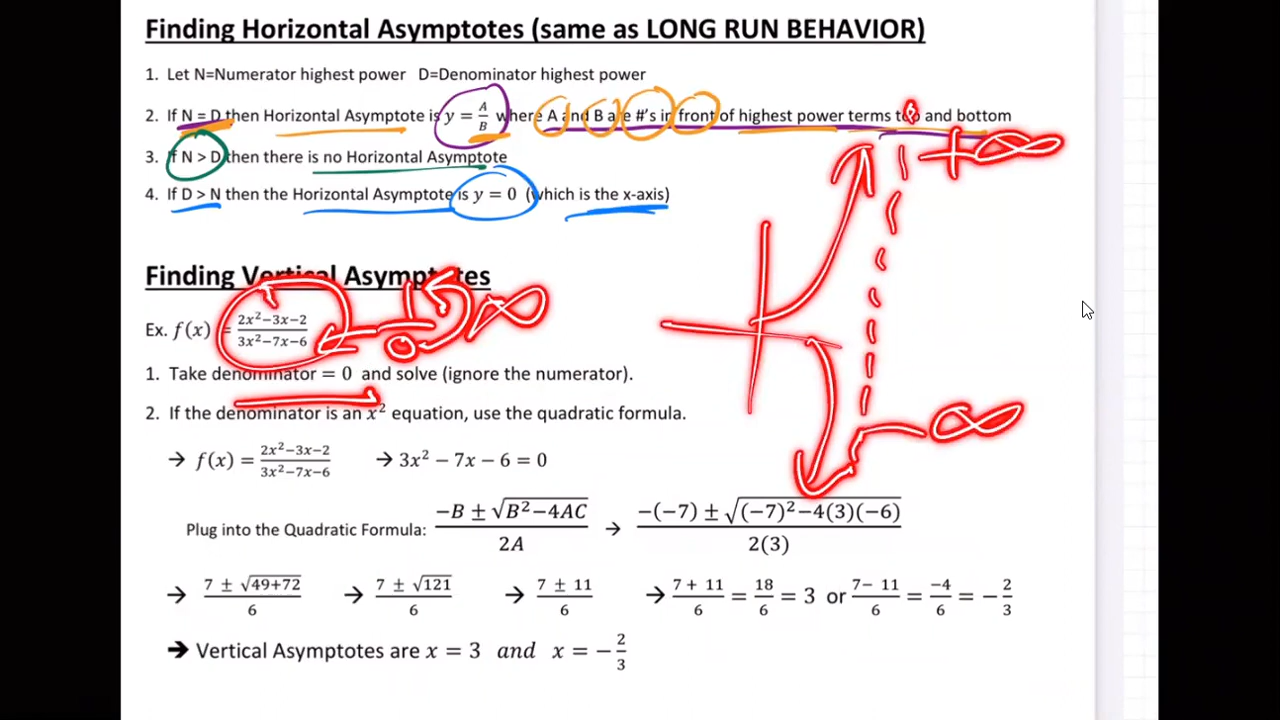 Finding Horizontal Asymptotes (same as LONG RUN BEHAVIOR)
1. Let N=Numerator highest power D=Denominator highest power
2. If N = D then Horizontal Asymptote is y = A/B where A and B are #'s in front of highest power terms top and bottom
3. If N > D then there is no Horizontal Asymptote
+∞
4. If D > N then the Horizontal Asymptote is y = 0 (which is the x-axis)
Finding Vertical Asymptotes
Ex. f(x) = (2x²−3x−2)/(3x²−7x−6)
∞
1. Take denominator = 0 and solve (ignore the numerator).
2. If the denominator is an x² equation, use the quadratic formula.
−∞
→ f(x) = (2x²−3x−2)/(3x²−7x−6) → 3x² − 7x − 6 = 0
Plug into the Quadratic Formula: (−B ± √(B²−4AC))/(2A) → (−(−7) ± √((−7)²−4(3)(−6)))/(2(3))
→ (7 ± √(49+72))/6 → (7 ± √121)/6 → (7 ± 11)/6 → (7 + 11)/6 = 18/6 = 3 or (7− 11)/6 = −4/6 = −2/3
➔ Vertical Asymptotes are x = 3 and x = −2/3